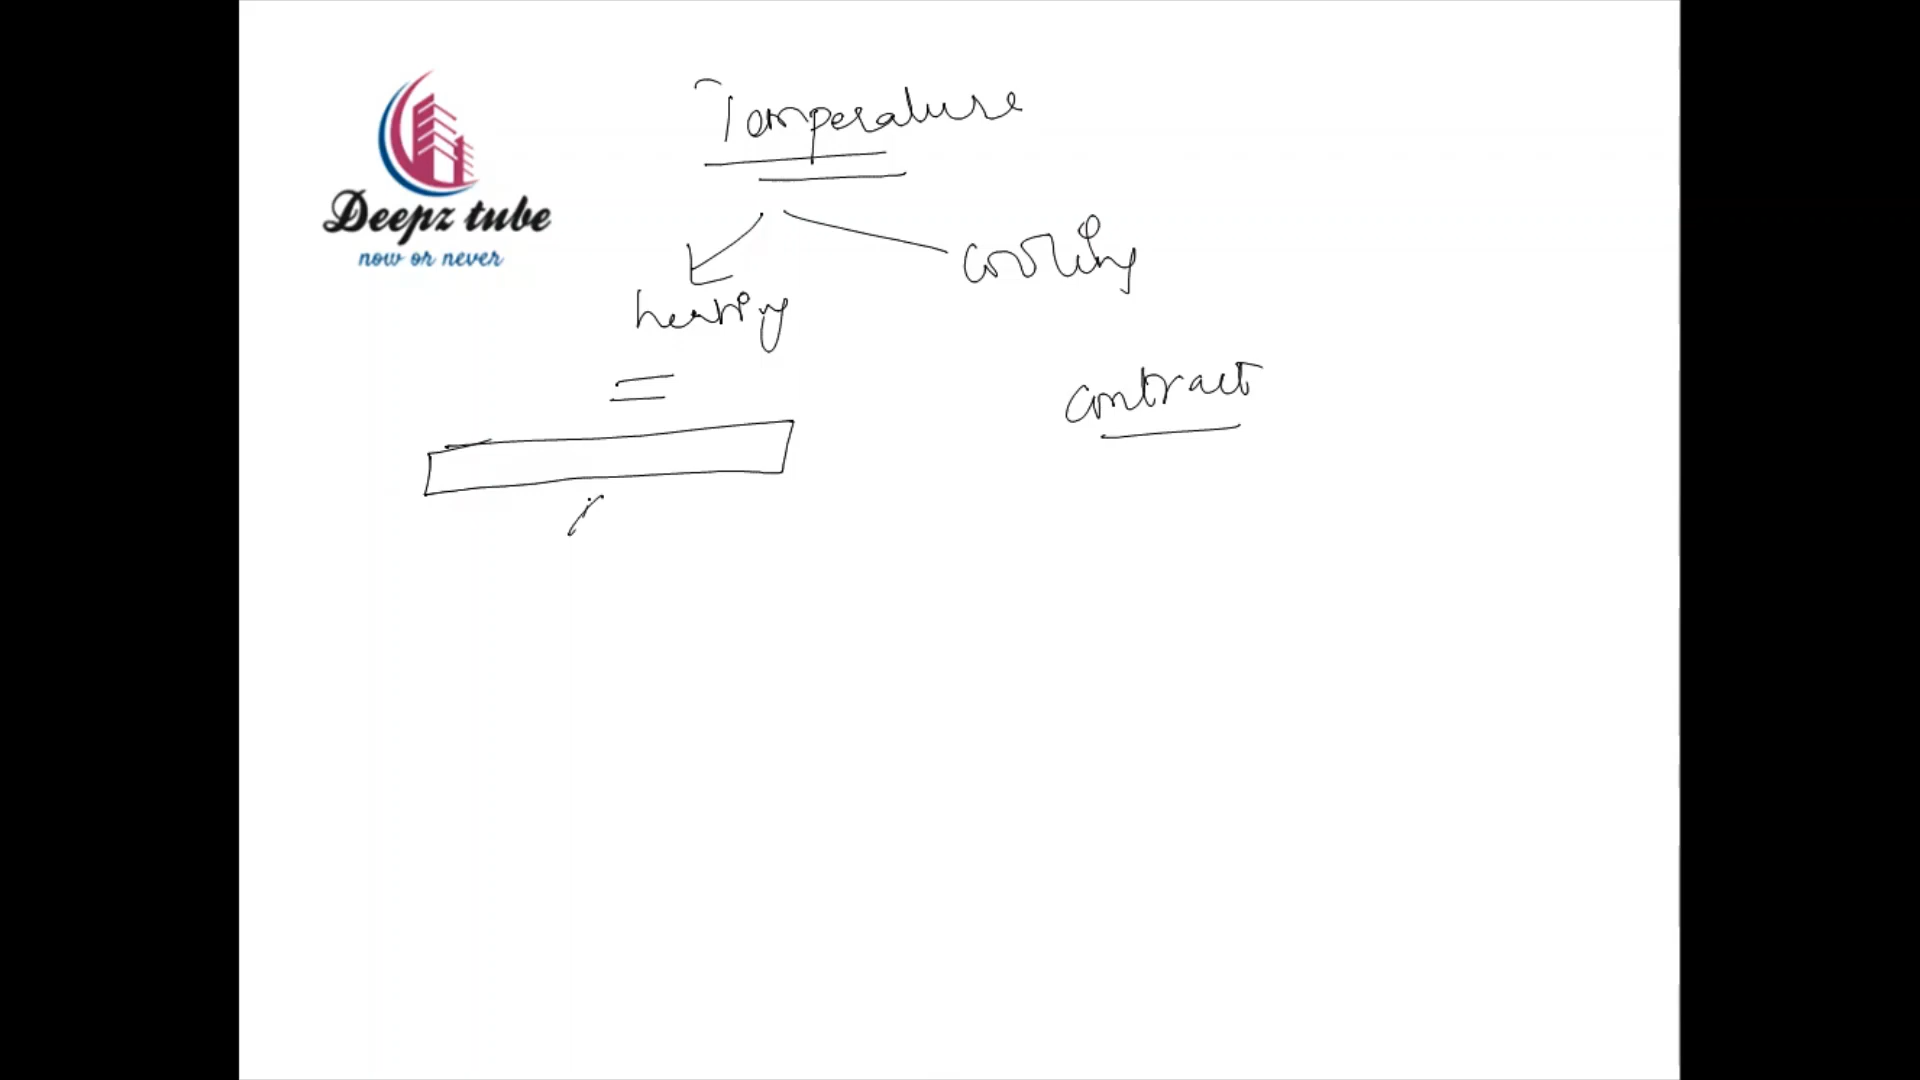 Temperature
Deepz tube
now or never
cooling
heating
contract